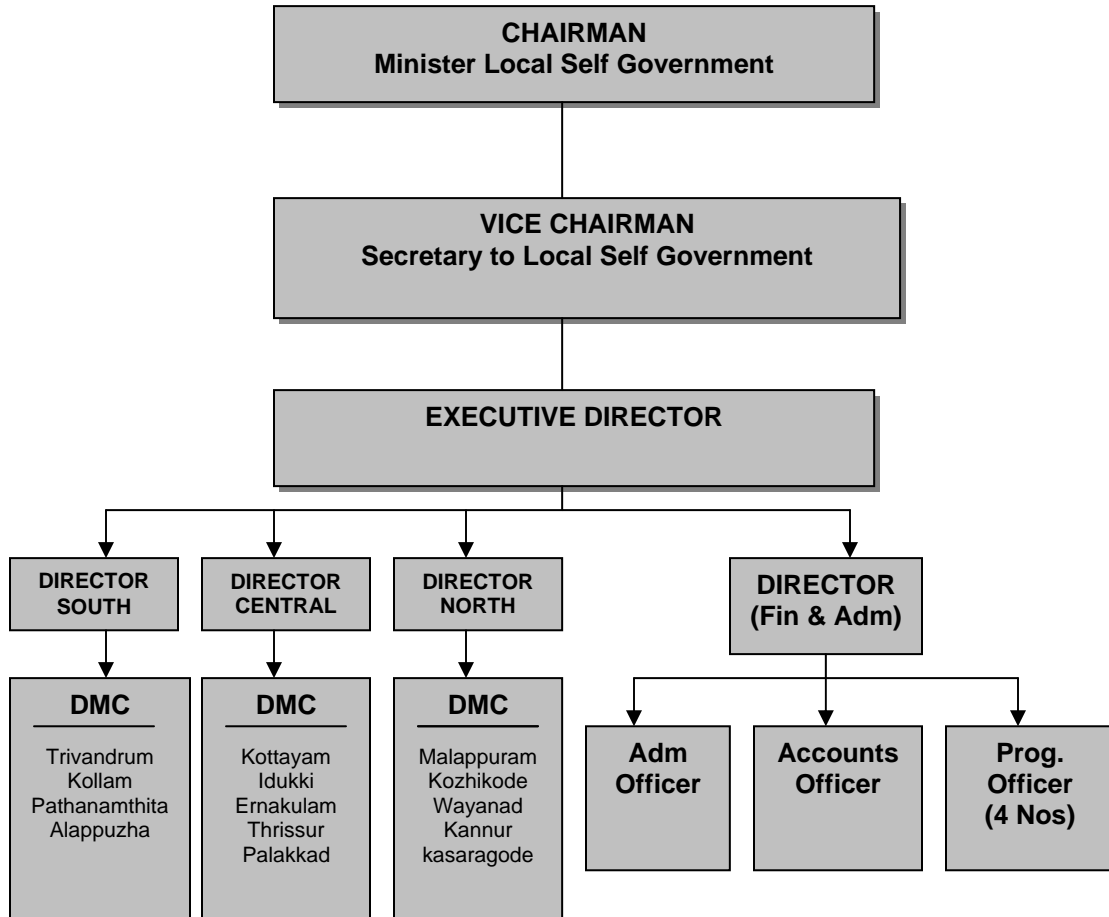 CHAIRMAN
Minister Local Self Government
VICE CHAIRMAN
Secretary to Local Self Government
EXECUTIVE DIRECTOR
DIRECTOR
SOUTH
DIRECTOR
CENTRAL
DIRECTOR
NORTH
DIRECTOR
(Fin & Adm)
DMC
Trivandrum
Kollam
Pathanamthita
Alappuzha
DMC
Kottayam
Idukki
Ernakulam
Thrissur
Palakkad
DMC
Malappuram
Kozhikode
Wayanad
Kannur
kasaragode
Adm
Officer
Accounts
Officer
Prog.
Officer
(4 Nos)